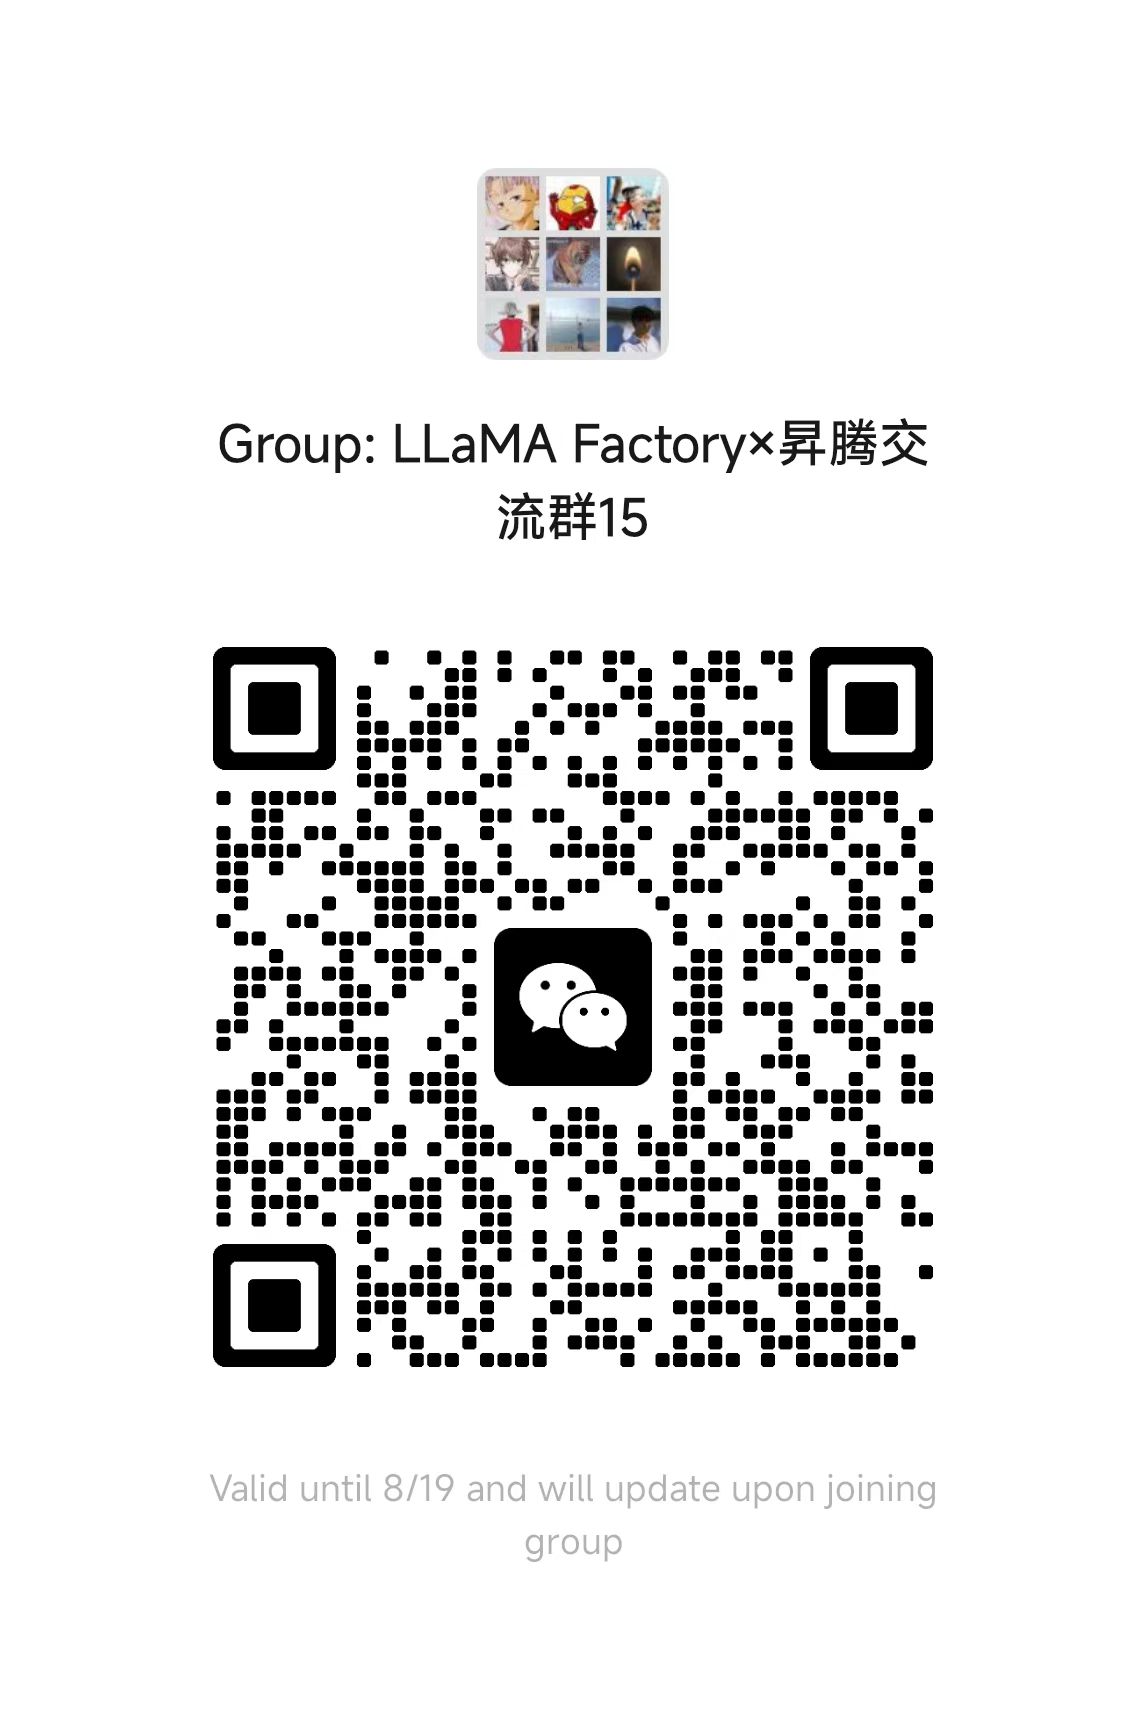 Group: LLaMA Factory×昇腾交
流群15
Valid until 8/19 and will update upon joining
group